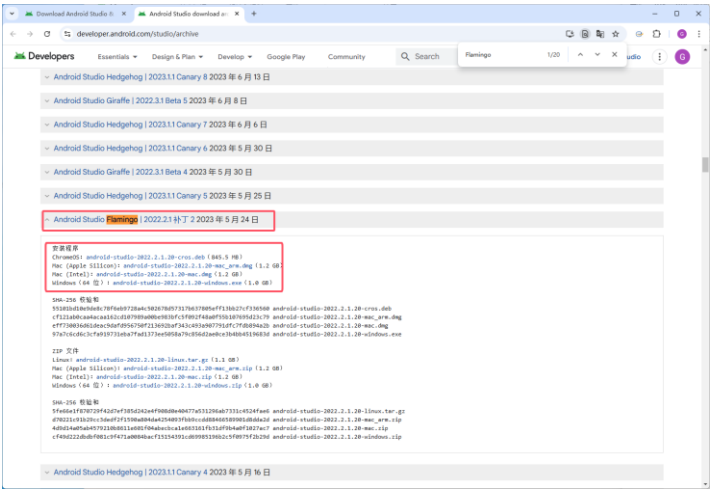 Download Android Studio &
Android Studio download an
developer.android.com/studio/archive
Developers Essentials Design & Plan Develop Google Play Community Search udio G
Flamingo 1/20
Android Studio Hedgehog | 2023.1.1 Canary 8 2023 年 6 月 13 日
Android Studio Giraffe | 2022.3.1 Beta 5 2023 年 6 月 8 日
Android Studio Hedgehog | 2023.1.1 Canary 7 2023 年 6 月 6 日
Android Studio Hedgehog | 2023.1.1 Canary 6 2023 年 5 月 30 日
Android Studio Giraffe | 2022.3.1 Beta 4 2023 年 5 月 30 日
Android Studio Hedgehog | 2023.1.1 Canary 5 2023 年 5 月 25 日
Android Studio Flamingo | 2022.2.1 补丁 2 2023 年 5 月 24 日
安装程序
ChromeOS: android-studio-2022.2.1.20-cros.deb (845.5 MB)
Mac (Apple Silicon): android-studio-2022.2.1.20-mac_arm.dmg (1.2 GB)
Mac (Intel): android-studio-2022.2.1.20-mac.dmg (1.2 GB)
Windows (64 位) : android-studio-2022.2.1.20-windows.exe (1.0 GB)
SHA-256 校验和
android-studio-2022.2.1.20-cros.deb
android-studio-2022.2.1.20-mac_arm.dmg
android-studio-2022.2.1.20-mac.dmg
android-studio-2022.2.1.20-windows.exe
ZIP 文件
Linux: android-studio-2022.2.1.20-linux.tar.gz (1.1 GB)
Mac (Apple Silicon): android-studio-2022.2.1.20-mac_arm.zip (1.2 GB)
Mac (Intel): android-studio-2022.2.1.20-mac.zip (1.2 GB)
Windows (64 位) : android-studio-2022.2.1.20-windows.zip (1.0 GB)
SHA-256 校验和
android-studio-2022.2.1.20-linux.tar.gz
android-studio-2022.2.1.20-mac_arm.zip
android-studio-2022.2.1.20-mac.zip
android-studio-2022.2.1.20-windows.zip
Android Studio Hedgehog | 2023.1.1 Canary 4 2023 年 5 月 16 日